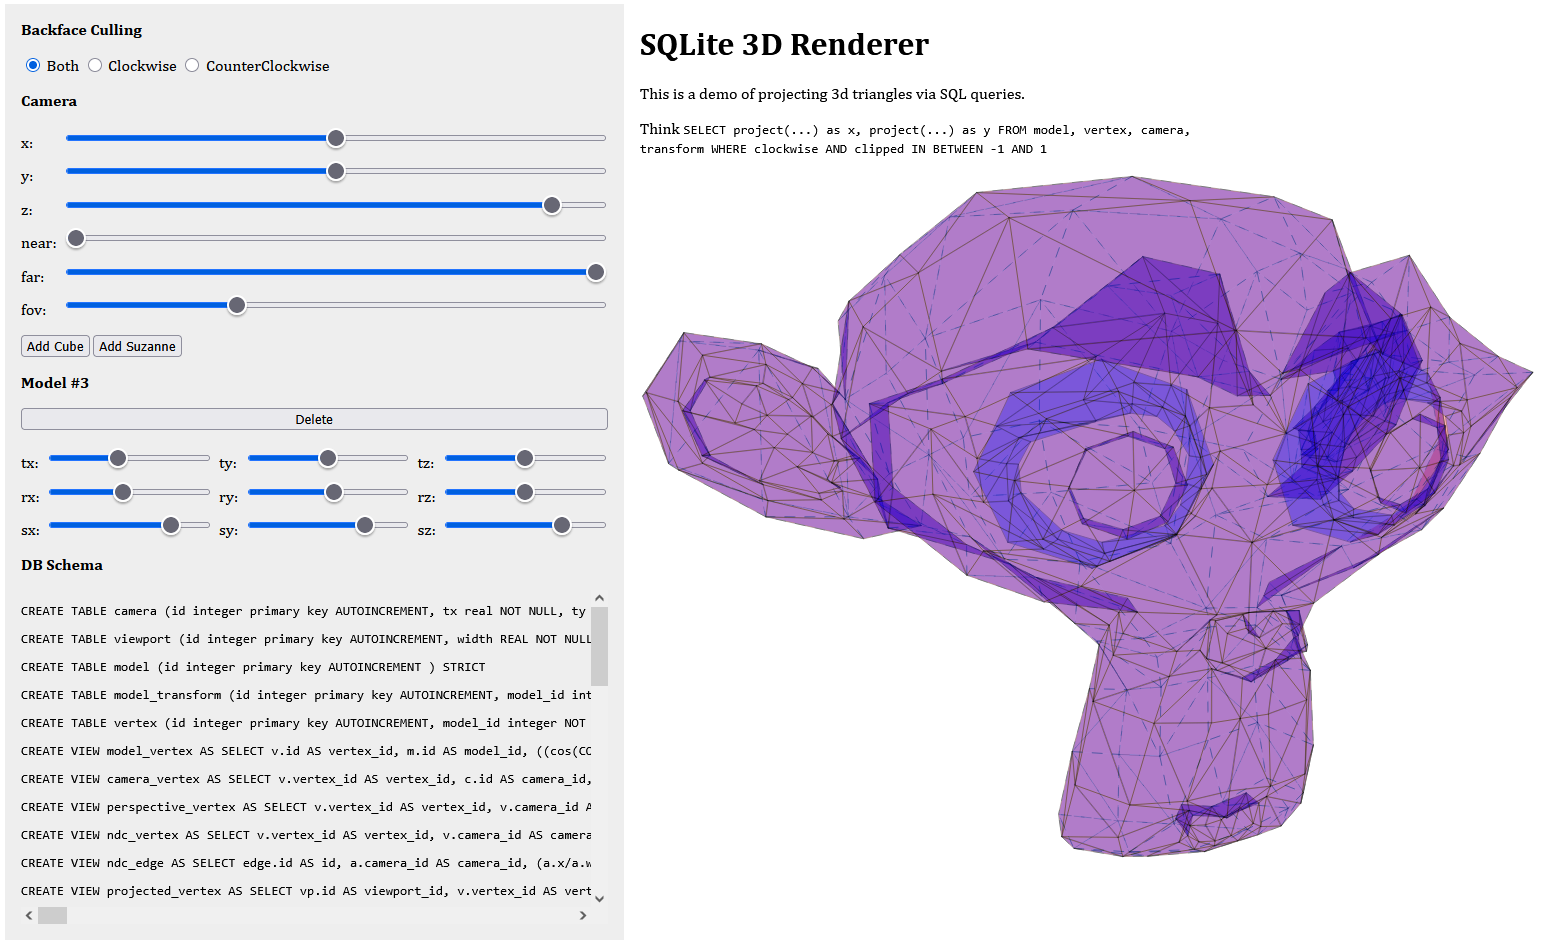 Backface Culling
Both Clockwise CounterClockwise
Camera
x:
y:
z:
near:
far:
fov:
Add Cube Add Suzanne
Model #3
Delete
tx: ty: tz:
rx: ry: rz:
sx: sy: sz:
DB Schema
CREATE TABLE camera (id integer primary key AUTOINCREMENT, tx real NOT NULL, ty
CREATE TABLE viewport (id integer primary key AUTOINCREMENT, width REAL NOT NULL
CREATE TABLE model (id integer primary key AUTOINCREMENT ) STRICT
CREATE TABLE model_transform (id integer primary key AUTOINCREMENT, model_id int
CREATE TABLE vertex (id integer primary key AUTOINCREMENT, model_id integer NOT
CREATE VIEW model_vertex AS SELECT v.id AS vertex_id, m.id AS model_id, ((cos(CO
CREATE VIEW camera_vertex AS SELECT v.vertex_id AS vertex_id, c.id AS camera_id,
CREATE VIEW perspective_vertex AS SELECT v.vertex_id AS vertex_id, v.camera_id A
CREATE VIEW ndc_vertex AS SELECT v.vertex_id AS vertex_id, v.camera_id AS camera
CREATE VIEW ndc_edge AS SELECT edge.id AS id, a.camera_id AS camera_id, (a.x/a.w
CREATE VIEW projected_vertex AS SELECT vp.id AS viewport_id, v.vertex_id AS vert
SQLite 3D Renderer
This is a demo of projecting 3d triangles via SQL queries.
Think SELECT project(...) as x, project(...) as y FROM model, vertex, camera,
transform WHERE clockwise AND clipped IN BETWEEN -1 AND 1